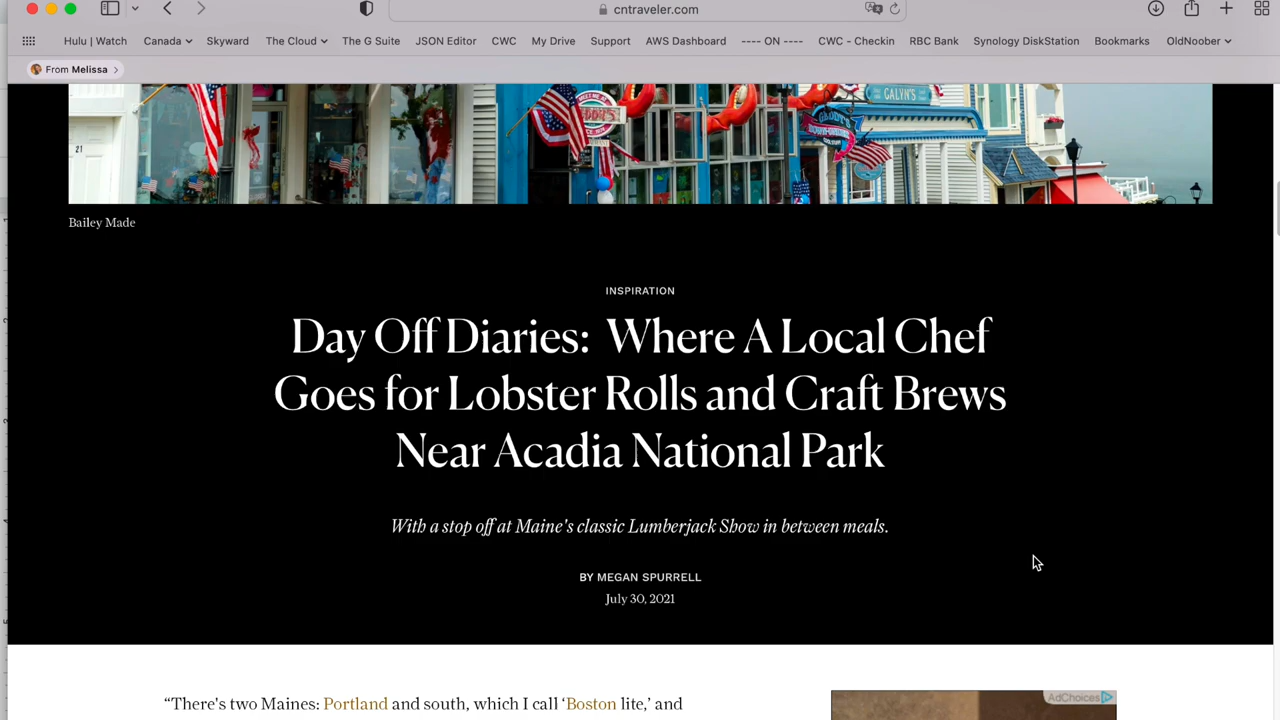 cntraveler.com
Hulu | Watch Canada Skyward The Cloud The G Suite JSON Editor CWC My Drive Support AWS Dashboard ---- ON ---- CWC - Checkin RBC Bank Synology DiskStation Bookmarks OldNoober
From Melissa
21
GALYN'S
GEDDY'S
Bailey Made
INSPIRATION
Day Off Diaries: Where A Local Chef
Goes for Lobster Rolls and Craft Brews
Near Acadia National Park
With a stop off at Maine's classic Lumberjack Show in between meals.
BY MEGAN SPURRELL
July 30, 2021
“There's two Maines: Portland and south, which I call ‘Boston lite,’ and
AdChoices